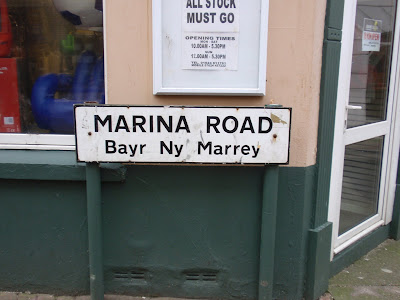 ALL STOCK
MUST GO
OPENING TIMES
10.00AM - 5.30PM
MARINA ROAD
Bayr Ny Marrey